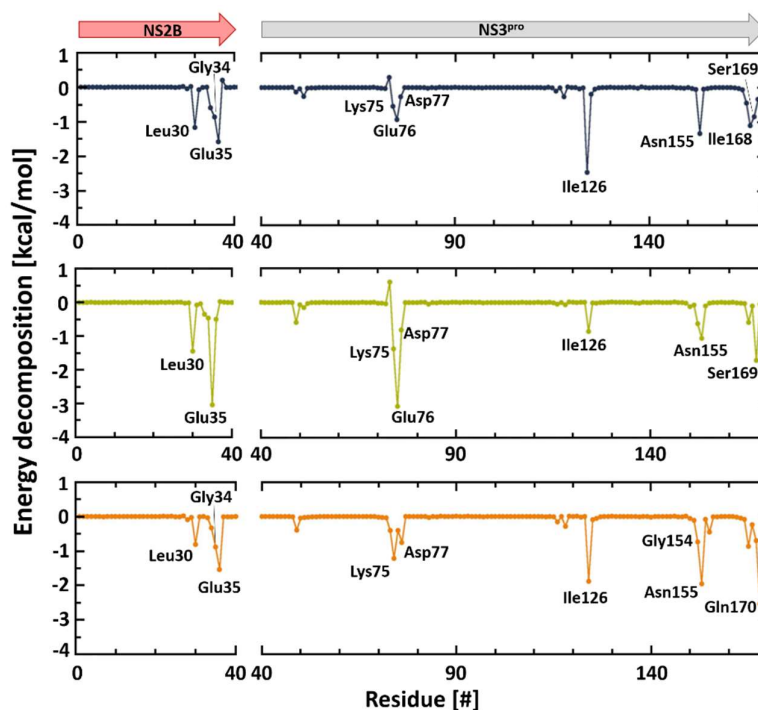 NS2B
NS3pro
Energy decomposition [kcal/mol]
1
0
-1
-2
-3
-4
Gly34
Leu30
Glu35
Lys75
Asp77
Glu76
Ile126
Asn155
Ile168
Ser169
0
40
40
90
140
1
0
-1
-2
-3
-4
Leu30
Glu35
Lys75
Asp77
Glu76
Ile126
Asn155
Ser169
0
40
40
90
140
1
0
-1
-2
-3
-4
Gly34
Leu30
Glu35
Lys75
Asp77
Ile126
Gly154
Asn155
Gln170
0
40
40
90
140
Residue [#]